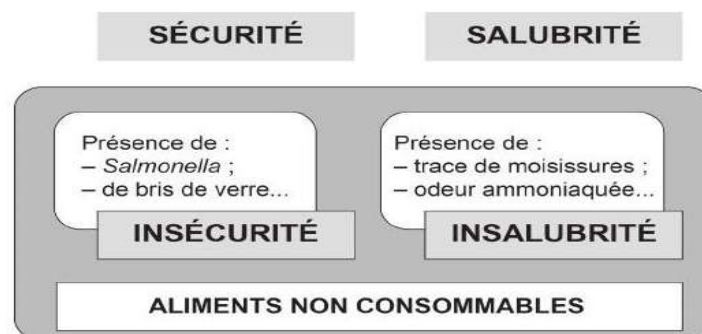 SÉCURITÉ
SALUBRITÉ
Présence de :
– Salmonella ;
– de bris de verre...
INSÉCURITÉ
Présence de :
– trace de moisissures ;
– odeur ammoniaquée...
INSALUBRITÉ
ALIMENTS NON CONSOMMABLES